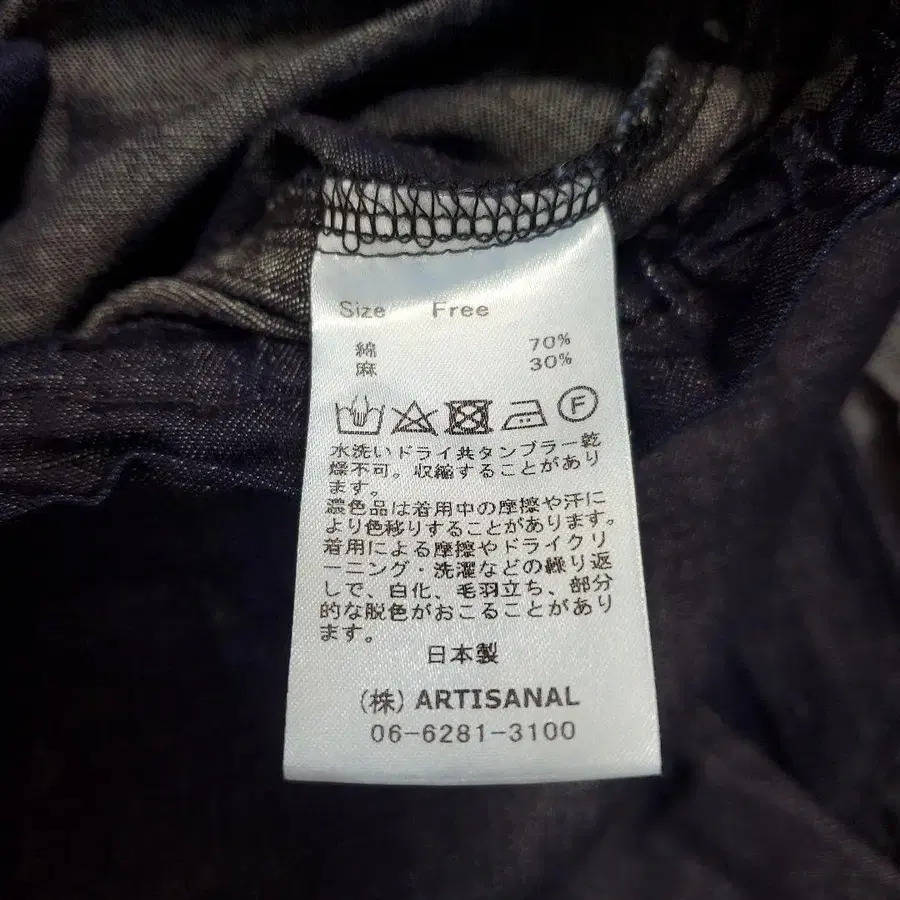 Size Free
綿 70%
麻 30%
F
水洗いドライ共タンブラー乾
燥不可。収縮することがあり
ます。
濃色品は着用中の摩擦や汗に
より色移りすることがあります。
着用による摩擦やドライクリ
ーニング・洗濯などの繰り返
しで、白化、毛羽立ち、部分
的な脱色がおこることがあり
ます。
日本製
(株) ARTISANAL
06-6281-3100